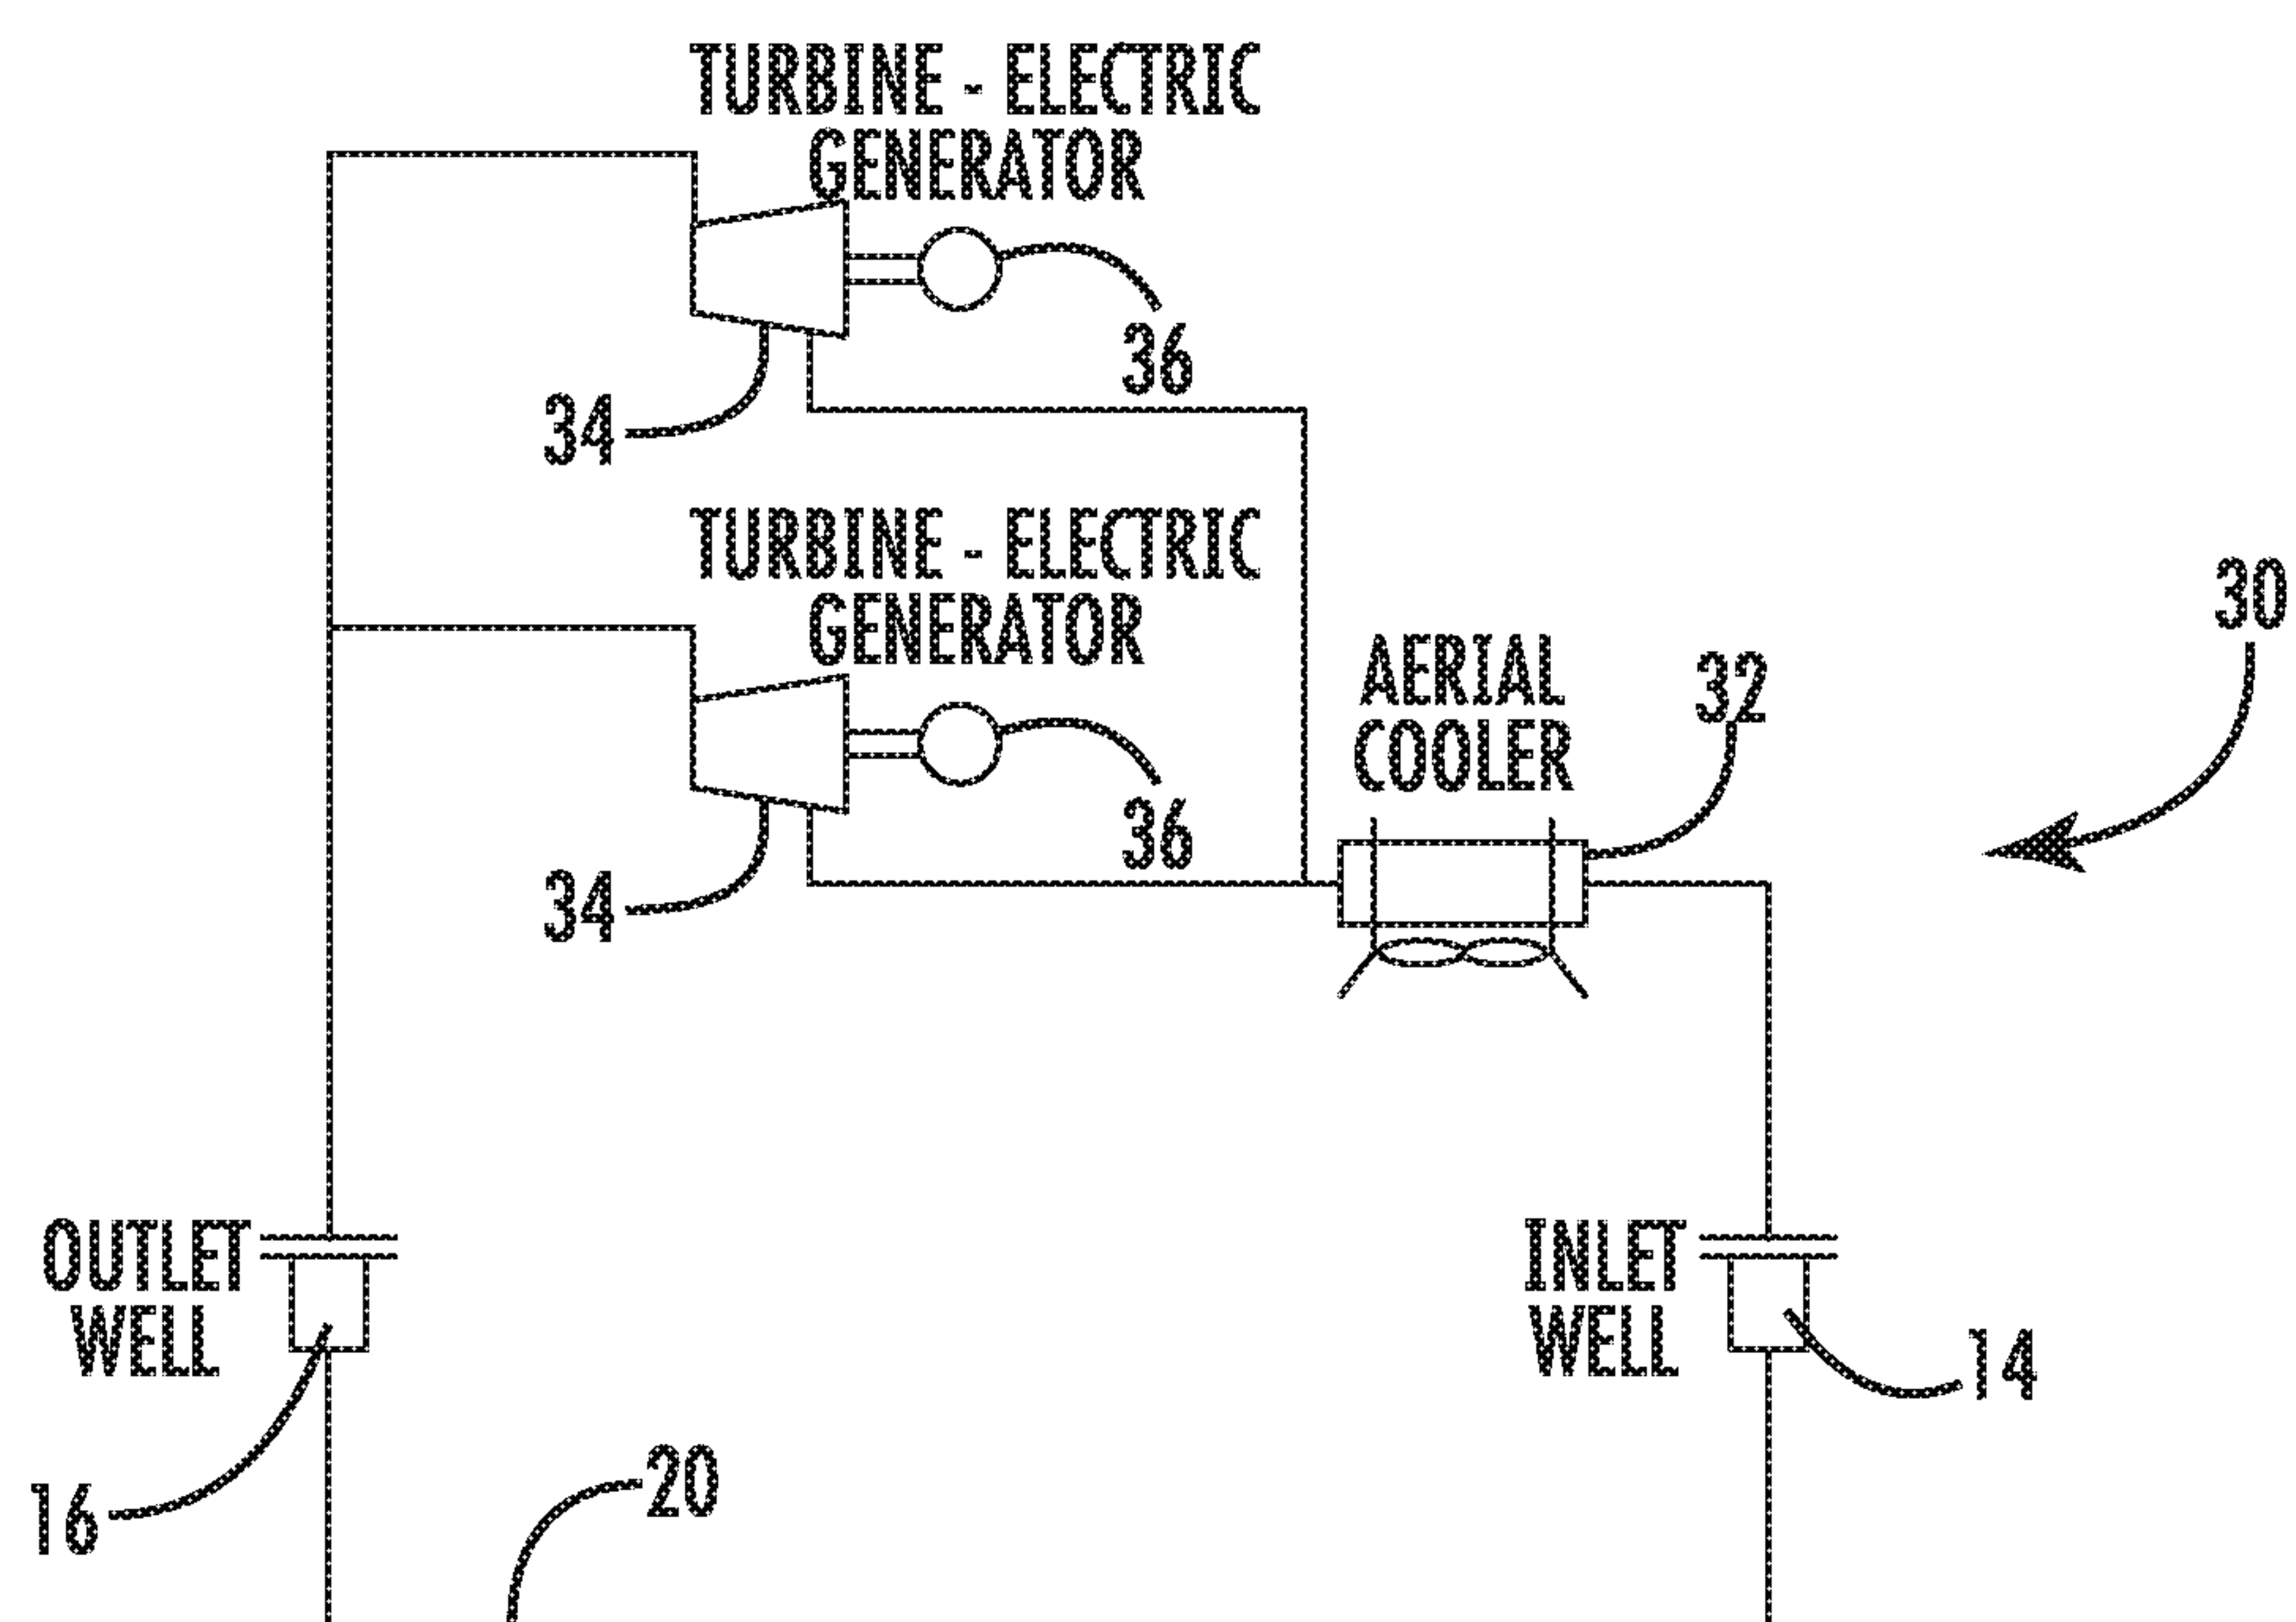 TURBINE - ELECTRIC
GENERATOR
36
34
TURBINE - ELECTRIC
GENERATOR
30
AERIAL
COOLER
32
36
34
OUTLET
WELL
INLET
WELL
14
16
20